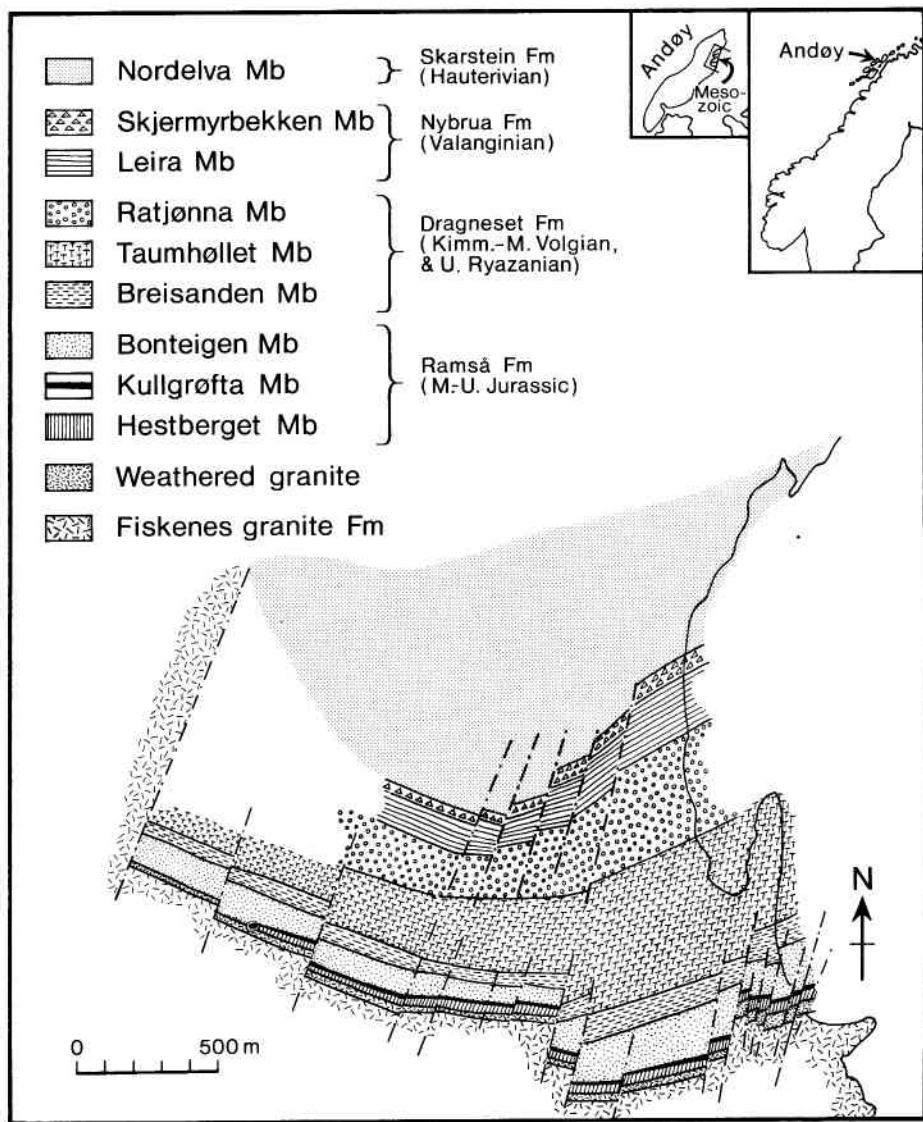 Nordelva Mb
Skarstein Fm
(Hauterivian)
Skjermyrbekken Mb
Leira Mb
Nybrua Fm
(Valanginian)
Ratjønna Mb
Taumhøllet Mb
Breisanden Mb
Dragneset Fm
(Kimm.-M. Volgian,
& U. Ryazanian)
Bonteigen Mb
Kullgrøfta Mb
Hestberget Mb
Ramså Fm
(M.-U. Jurassic)
Weathered granite
Fiskenes granite Fm
Andøy
Meso-
zoic
Andøy
N
0 500 m